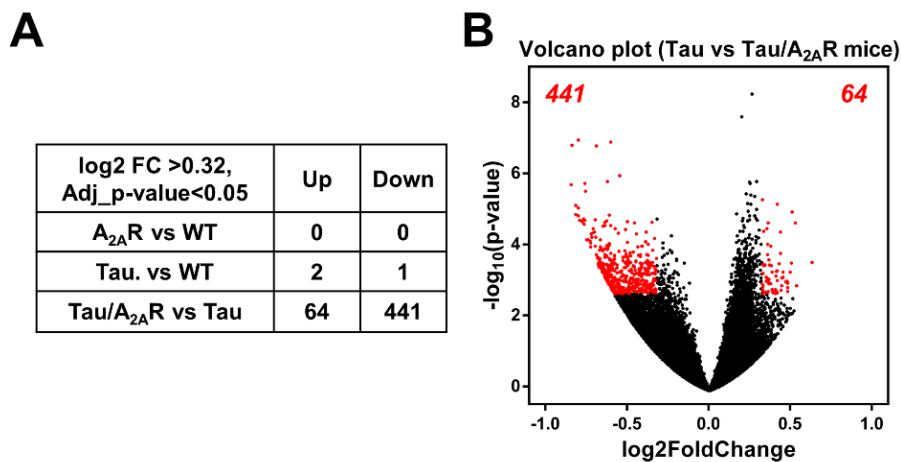 A
log2 FC >0.32,
Adj_p-value<0.05
Up
Down
A2AR vs WT
0
0
Tau. vs WT
2
1
Tau/A2AR vs Tau
64
441
B
Volcano plot (Tau vs Tau/A2AR mice)
441
64
8
6
4
2
0
-log10(p-value)
-1.0
-0.5
0.0
0.5
1.0
log2FoldChange